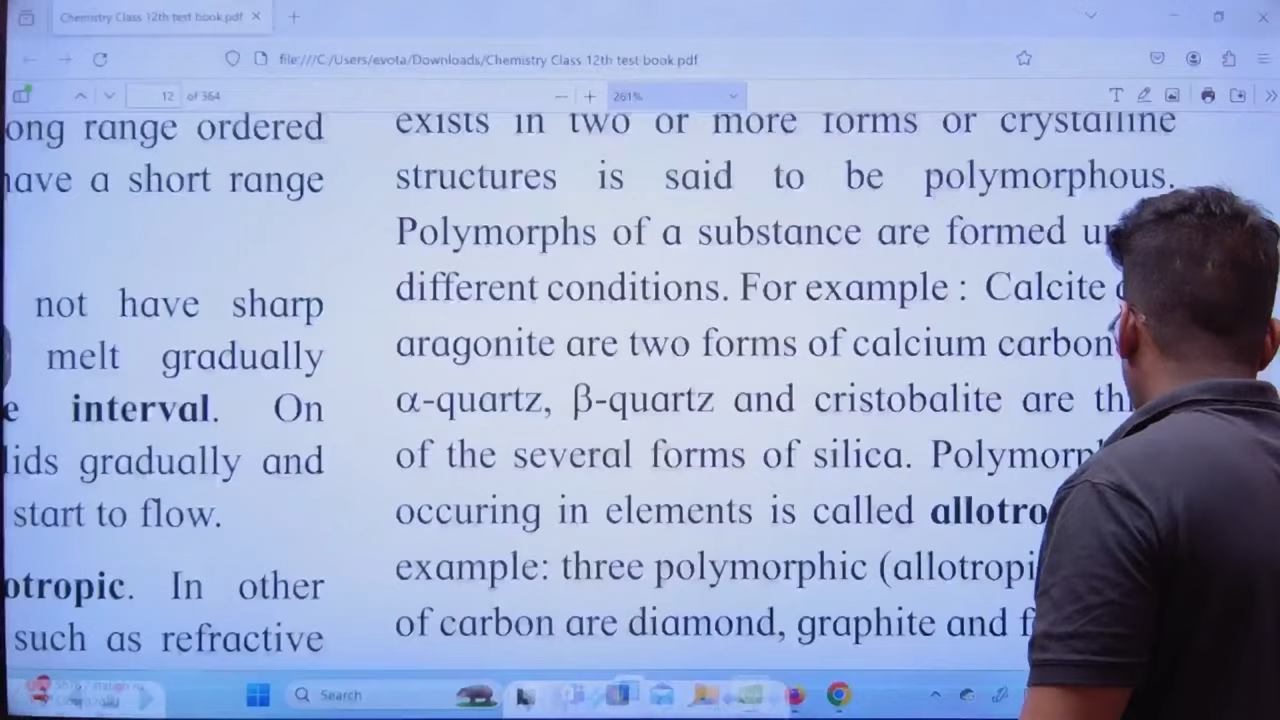 Chemistry Class 12th test book.pdf
file:///C:/Users/evota/Downloads/Chemistry Class 12th test book.pdf
12 of 364
261%
ong range ordered
have a short range
not have sharp
melt gradually
e interval. On
lids gradually and
start to flow.
otropic. In other
such as refractive
exists in two or more forms or crystalline
structures is said to be polymorphous.
Polymorphs of a substance are formed
different conditions. For example : Calcite
aragonite are two forms of calcium carbon
α-quartz, β-quartz and cristobalite are
of the several forms of silica. Polymorp
occuring in elements is called allotro
example: three polymorphic (allotropi
of carbon are diamond, graphite and
Search